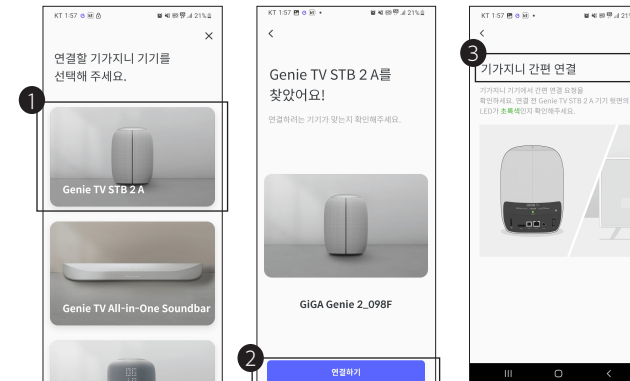 KT 1:57
21%
연결할 기가지니 기기를
선택해 주세요.
1
Genie TV STB 2 A
Genie TV All-in-One Soundbar
KT 1:57
21%
Genie TV STB 2 A를
찾았어요!
연결하려는 기기가 맞는지 확인해주세요.
GiGA Genie 2_098F
2
연결하기
KT 1:57
21
3
기가지니 간편 연결
기가지니 기기에서 간편 연결 요청을
확인하세요. 연결 전 Genie TV STB 2 A 기기 뒷면의
LED가 초록색인지 확인해주세요.